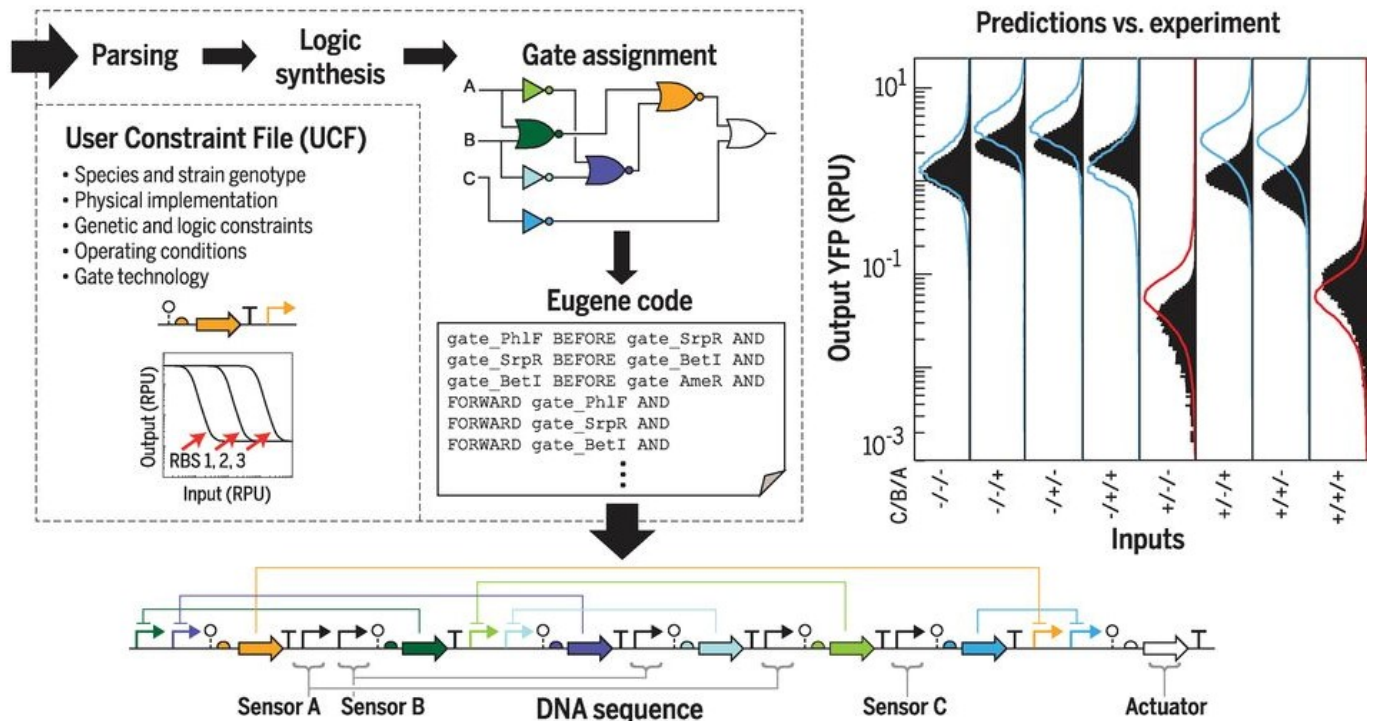 Parsing
Logic
synthesis
Gate assignment
User Constraint File (UCF)
• Species and strain genotype
• Physical implementation
• Genetic and logic constraints
• Operating conditions
• Gate technology
Output (RPU)
RBS 1, 2, 3
Input (RPU)
A
B
C
Eugene code
gate_PhlF BEFORE gate_SrpR AND
gate_SrpR BEFORE gate_BetI AND
gate_BetI BEFORE gate AmeR AND
FORWARD gate_PhlF AND
FORWARD gate_SrpR AND
FORWARD gate_BetI AND
Predictions vs. experiment
Output YFP (RPU)
10¹
10⁰
10⁻¹
10⁻²
10⁻³
C/B/A
-/-/-
-/-/+
-/+/-
-/+/+
+/-/-
+/-/+
+/+/-
+/+/+
Inputs
Sensor A
Sensor B
DNA sequence
Sensor C
Actuator